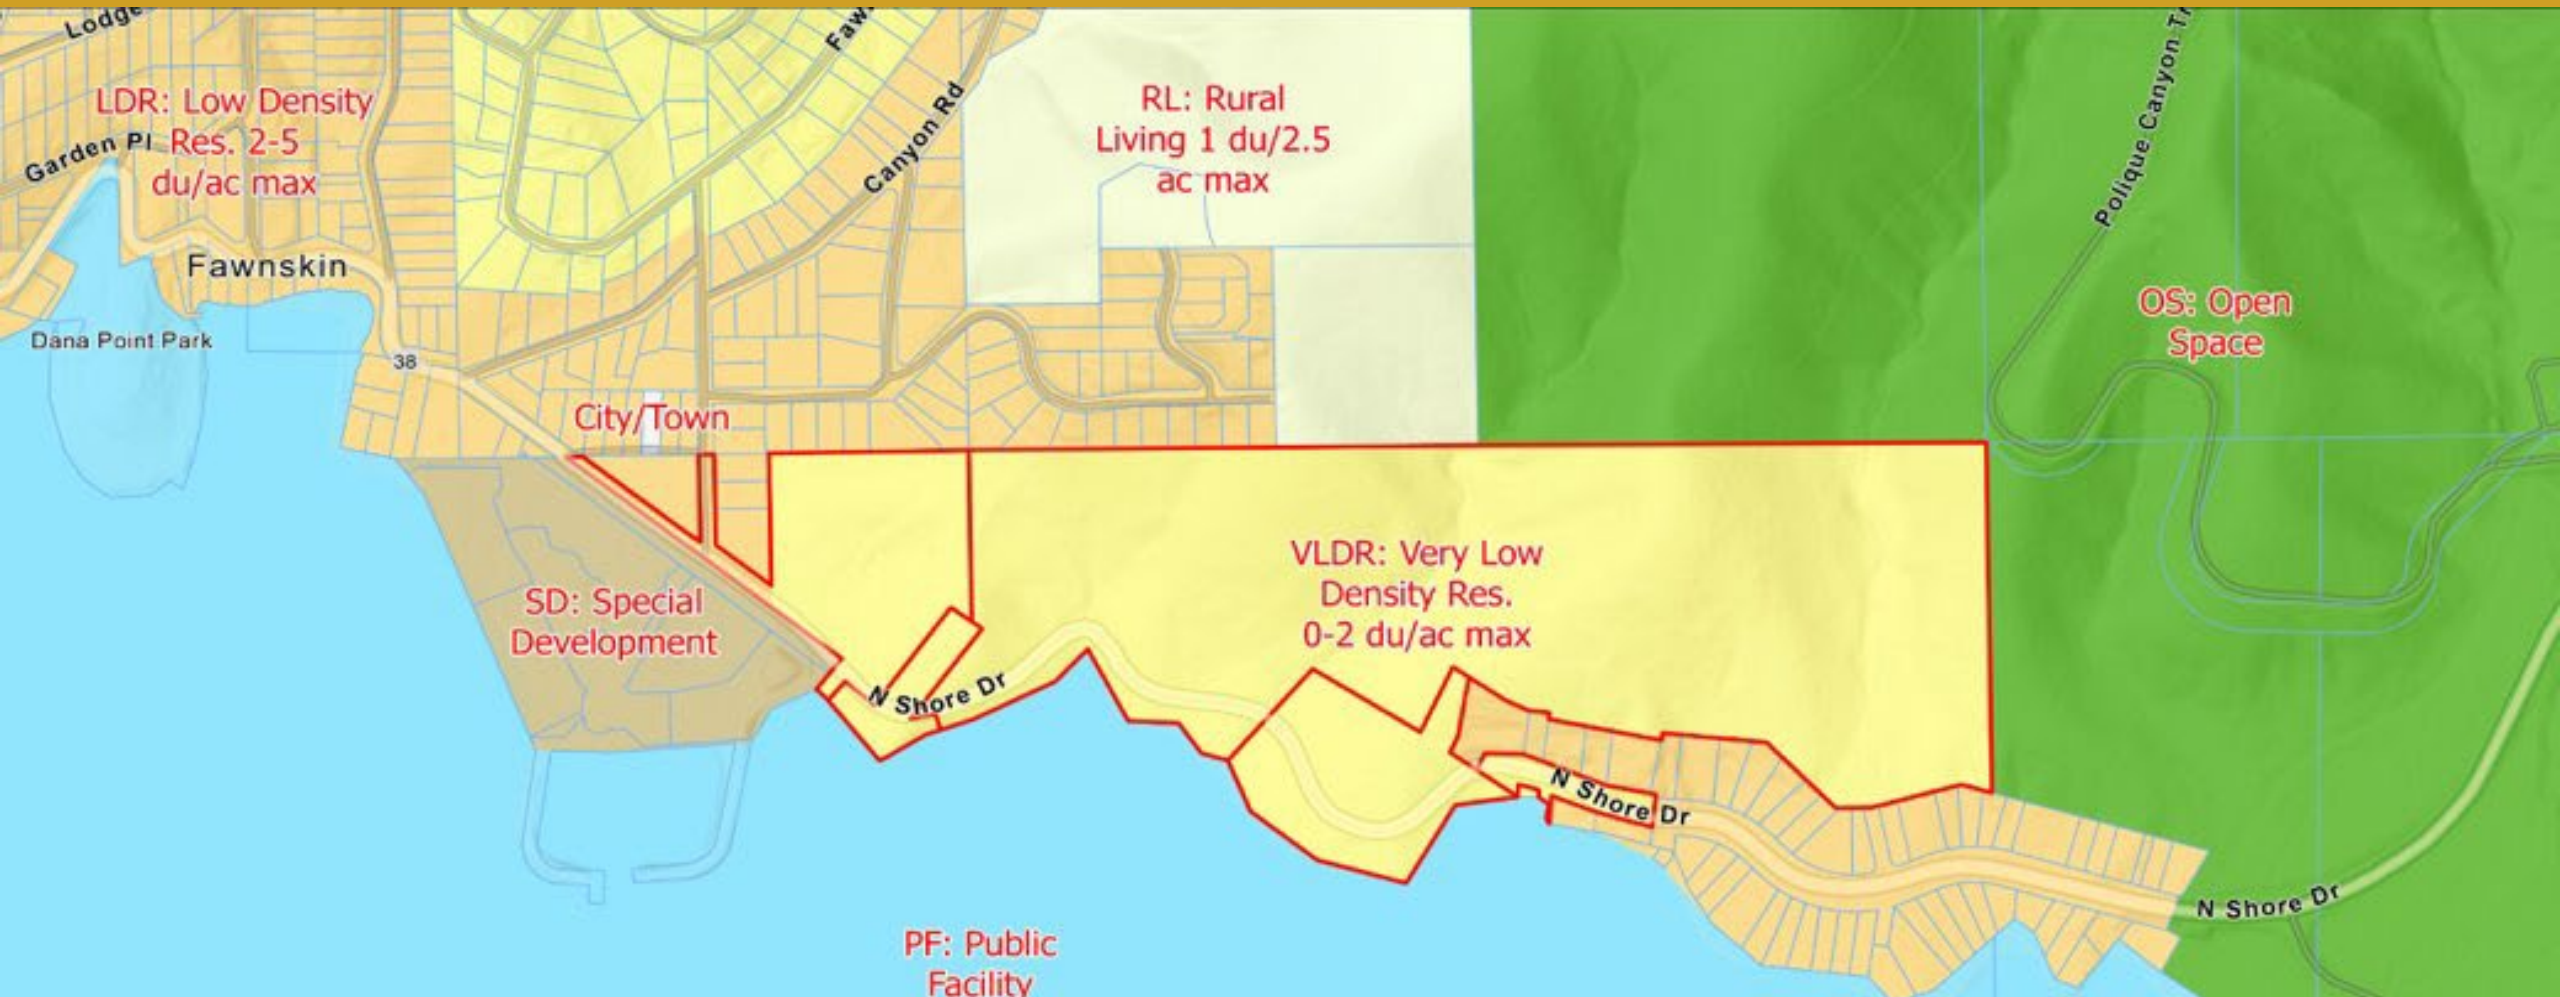 Lodge
LDR: Low Density
Res. 2-5
du/ac max
Garden Pl
Fawnskin
Dana Point Park
38
Canyon Rd
RL: Rural
Living 1 du/2.5
ac max
Polique Canyon Tr
OS: Open
Space
City/Town
SD: Special
Development
VLDR: Very Low
Density Res.
0-2 du/ac max
N Shore Dr
N Shore Dr
N Shore Dr
PF: Public
Facility